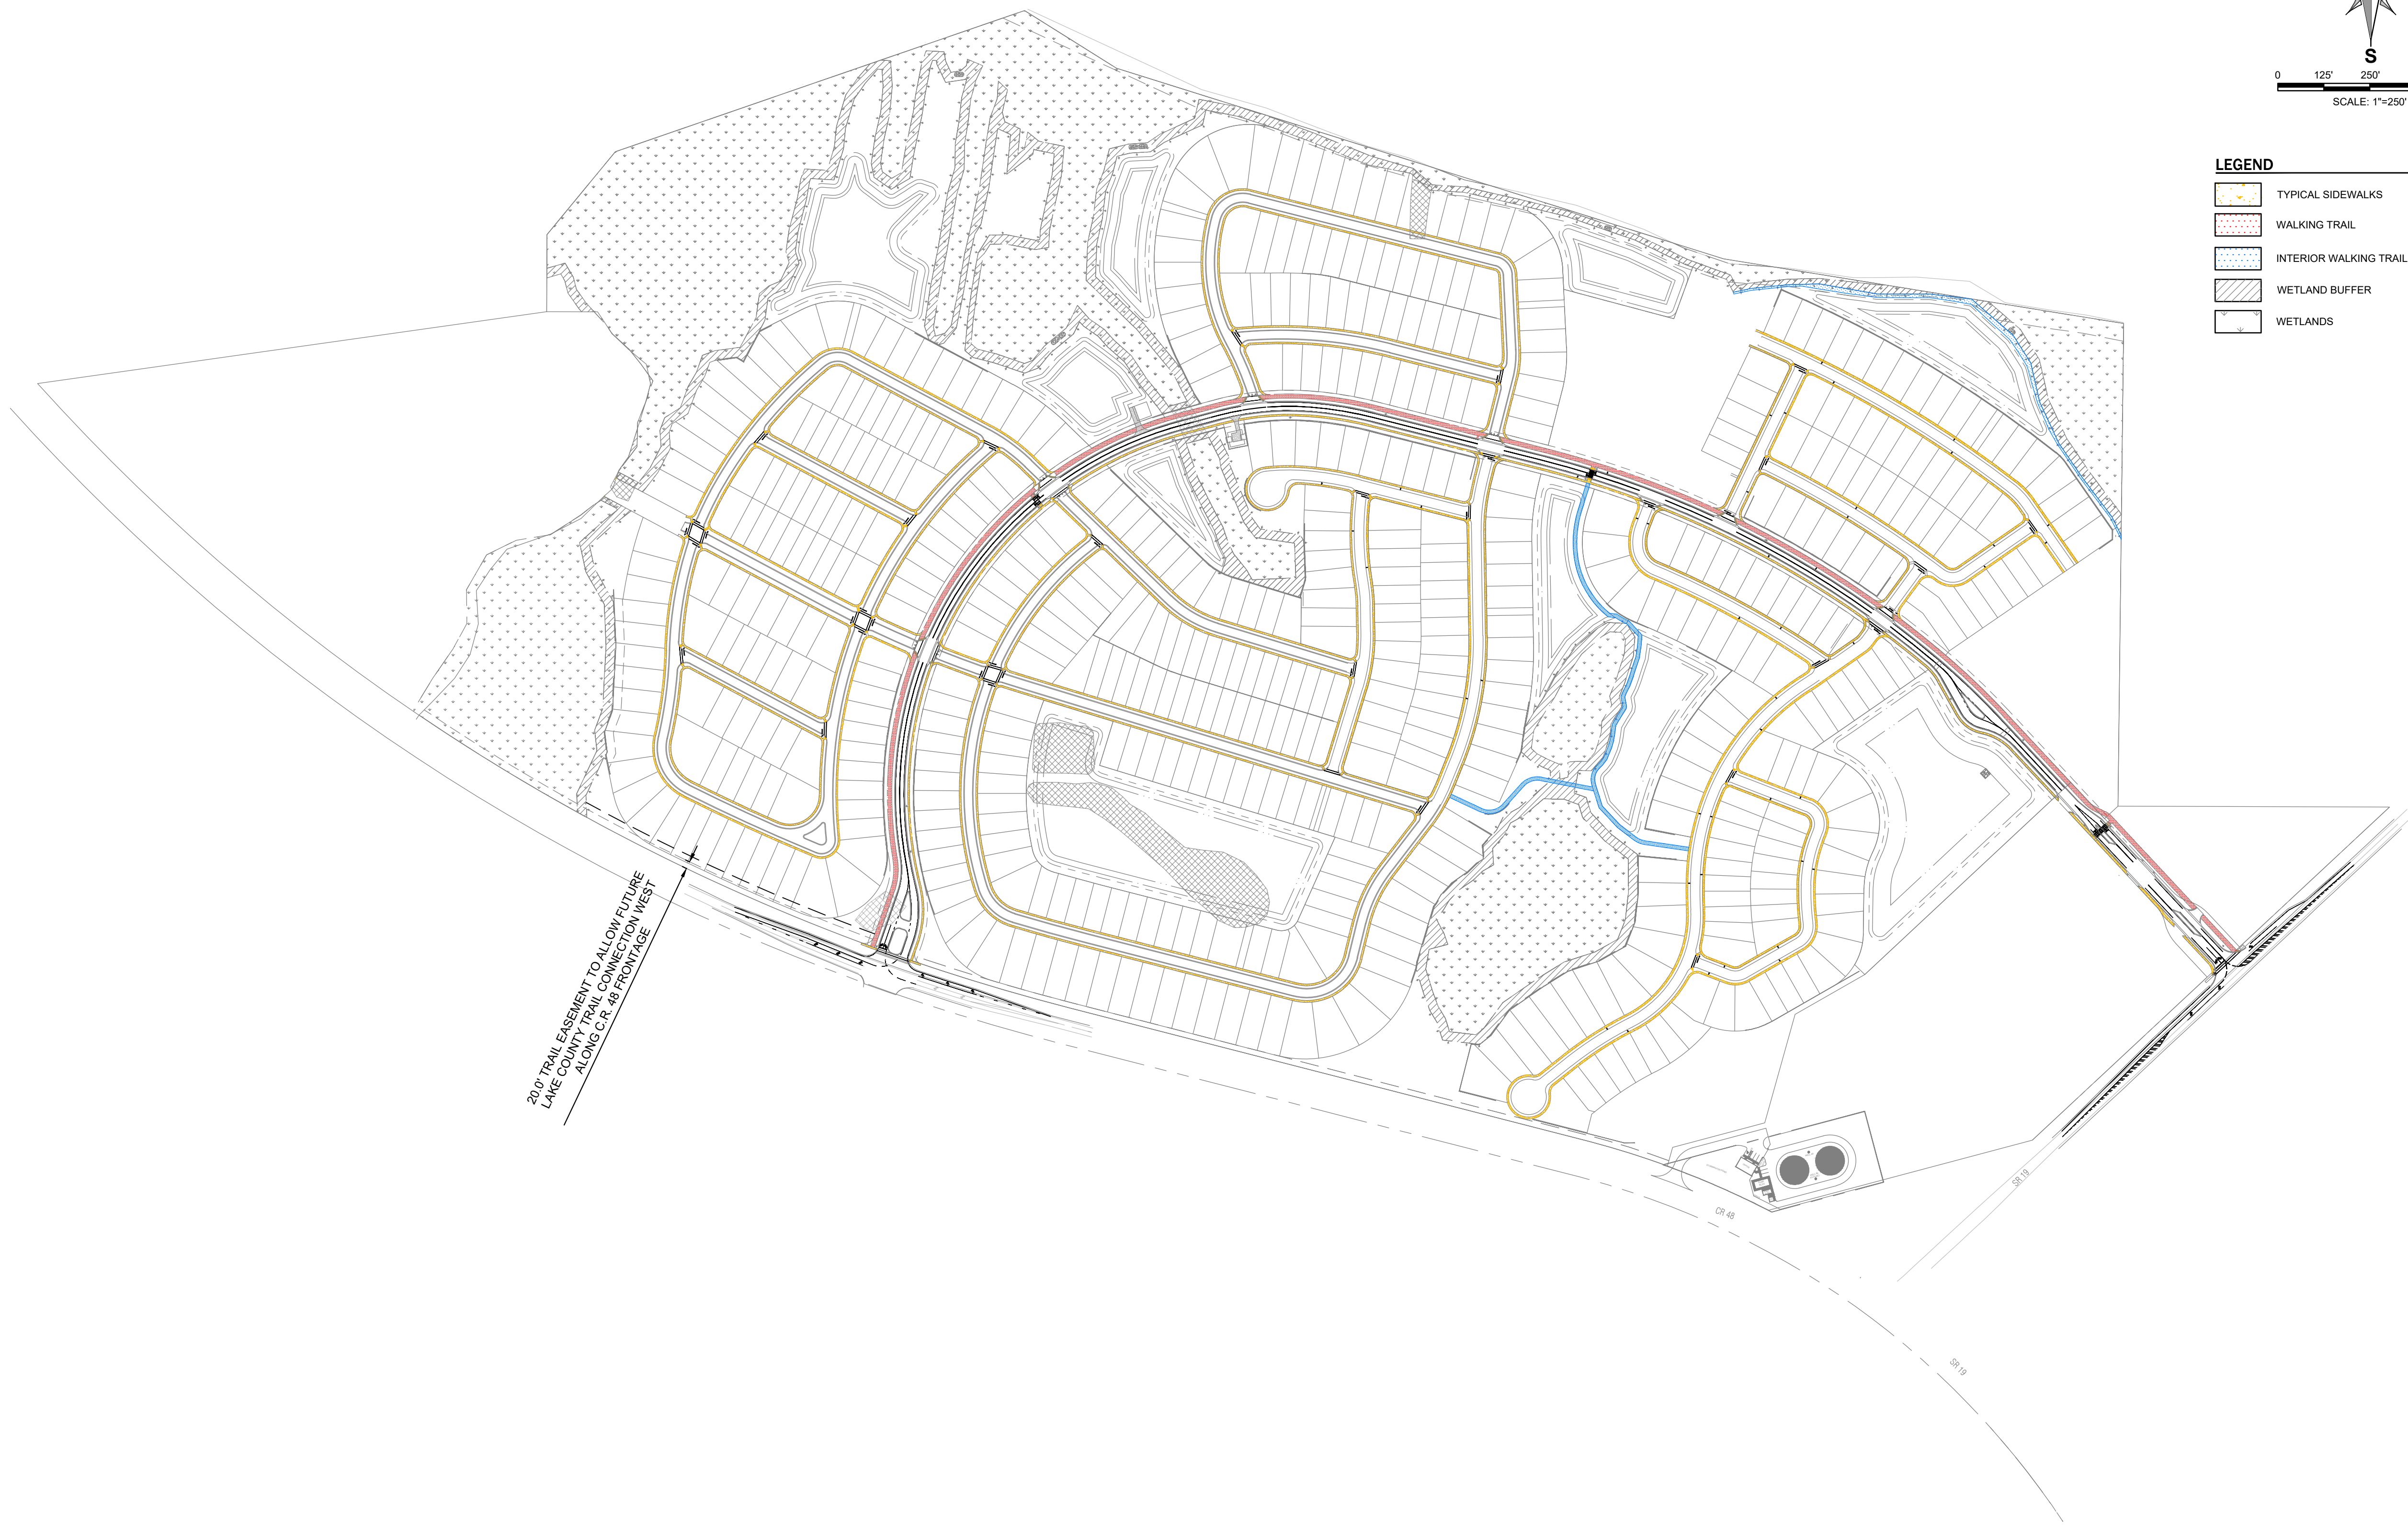 S
0 125' 250'
SCALE: 1"=250'
LEGEND
TYPICAL SIDEWALKS
WALKING TRAIL
INTERIOR WALKING TRAIL
WETLAND BUFFER
WETLANDS
20.0' TRAIL EASEMENT TO ALLOW FUTURE
LAKE COUNTY TRAIL CONNECTION WEST
ALONG C.R. 48 FRONTAGE
SR 19
CR 48
SR 19